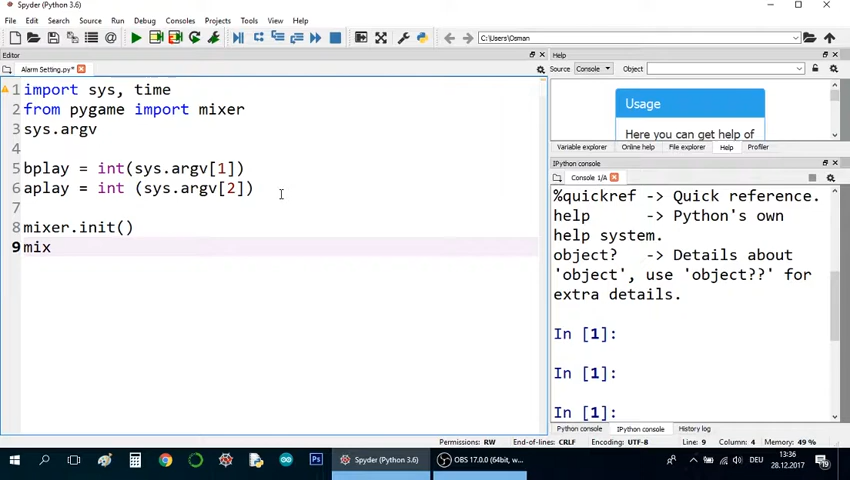 Spyder (Python 3.6)
File Edit Search Source Run Debug Consoles Projects Tools View Help
C:\Users\Osman
Editor
Alarm Setting.py*
1 import sys, time
2 from pygame import mixer
3 sys.argv
4
5 bplay = int(sys.argv[1])
6 aplay = int (sys.argv[2])
7
8 mixer.init()
9 mix
Help
Source Console Object
Usage
Here you can get help of
Variable explorer Online help File explorer Help Profiler
IPython console
Console 1/A
%quickref -> Quick reference.
help -> Python's own
help system.
object? -> Details about
'object', use 'object??' for
extra details.
In [1]:
In [1]:
In [1]:
Python console IPython console History log
Permissions: RW End-of-lines: CRLF Encoding: UTF-8 Line: 9 Column: 4 Memory: 49 %
Spyder (Python 3.6)
OBS 17.0.0 (64bit, w...
DEU
13:36
28.12.2017
19